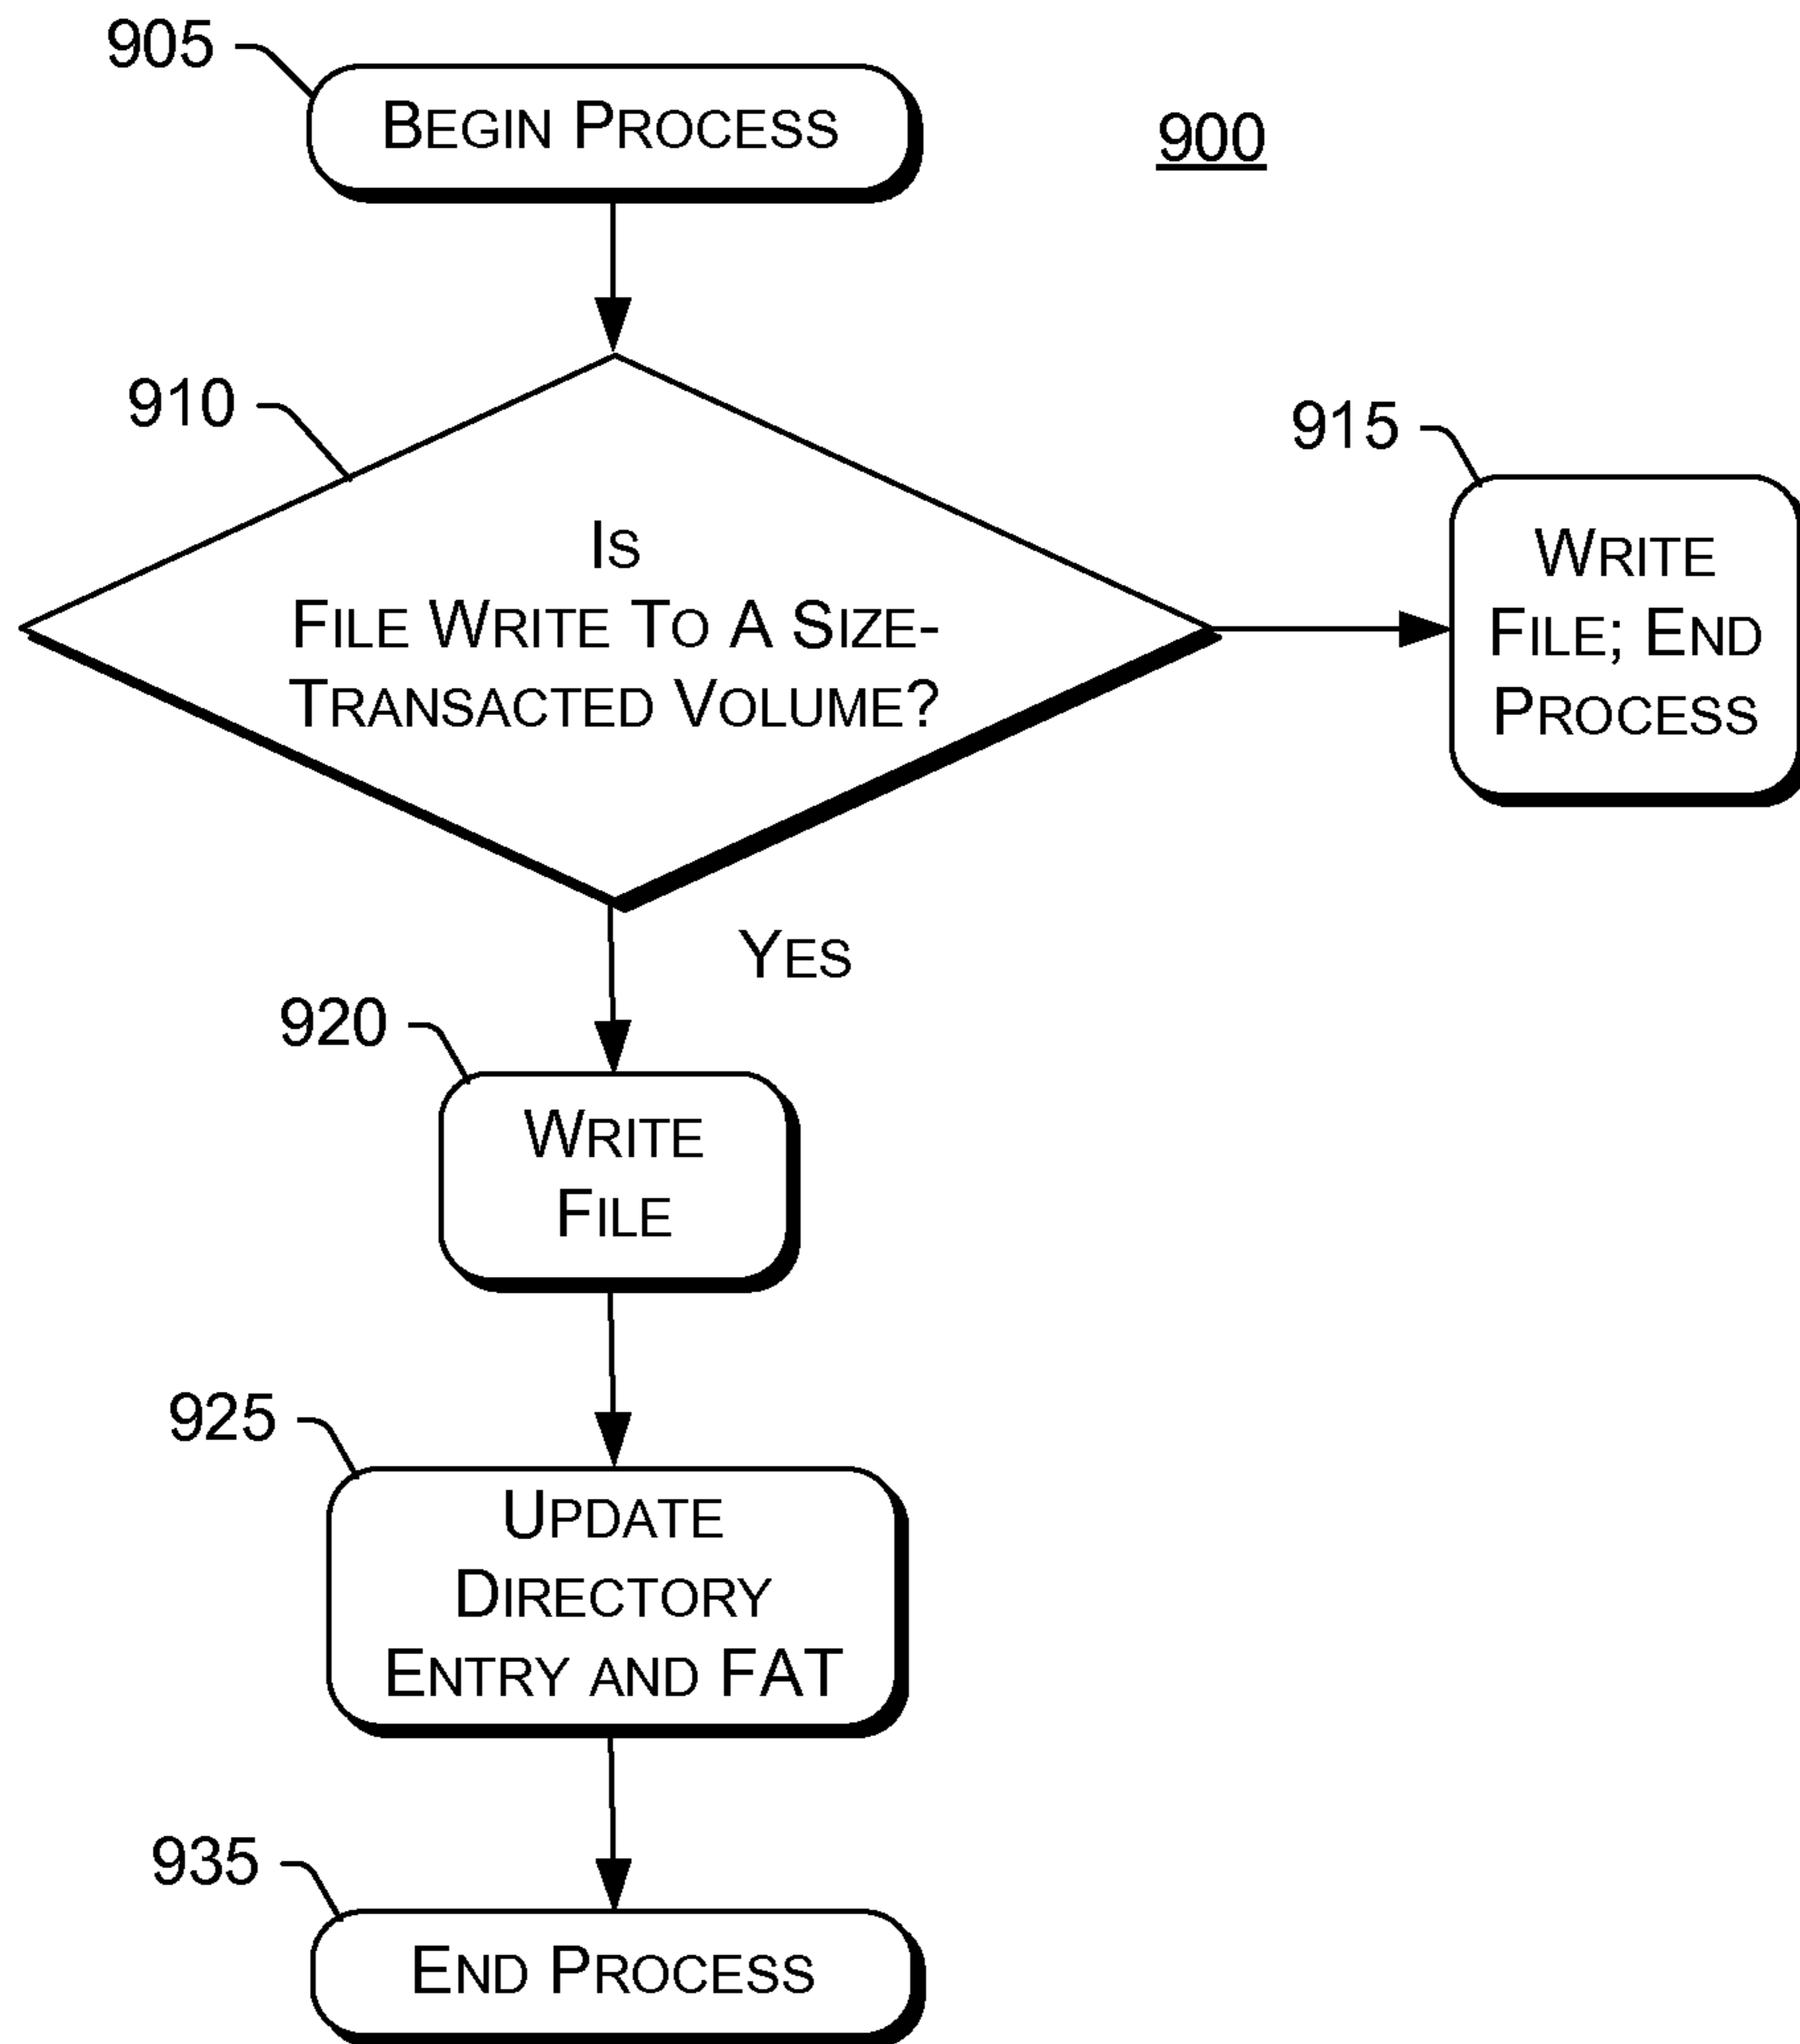 905
BEGIN PROCESS
900
910
915
IS
FILE WRITE TO A SIZE-
TRANSACTED VOLUME?
WRITE
FILE; END
PROCESS
YES
920
WRITE
FILE
925
UPDATE
DIRECTORY
ENTRY AND FAT
935
END PROCESS